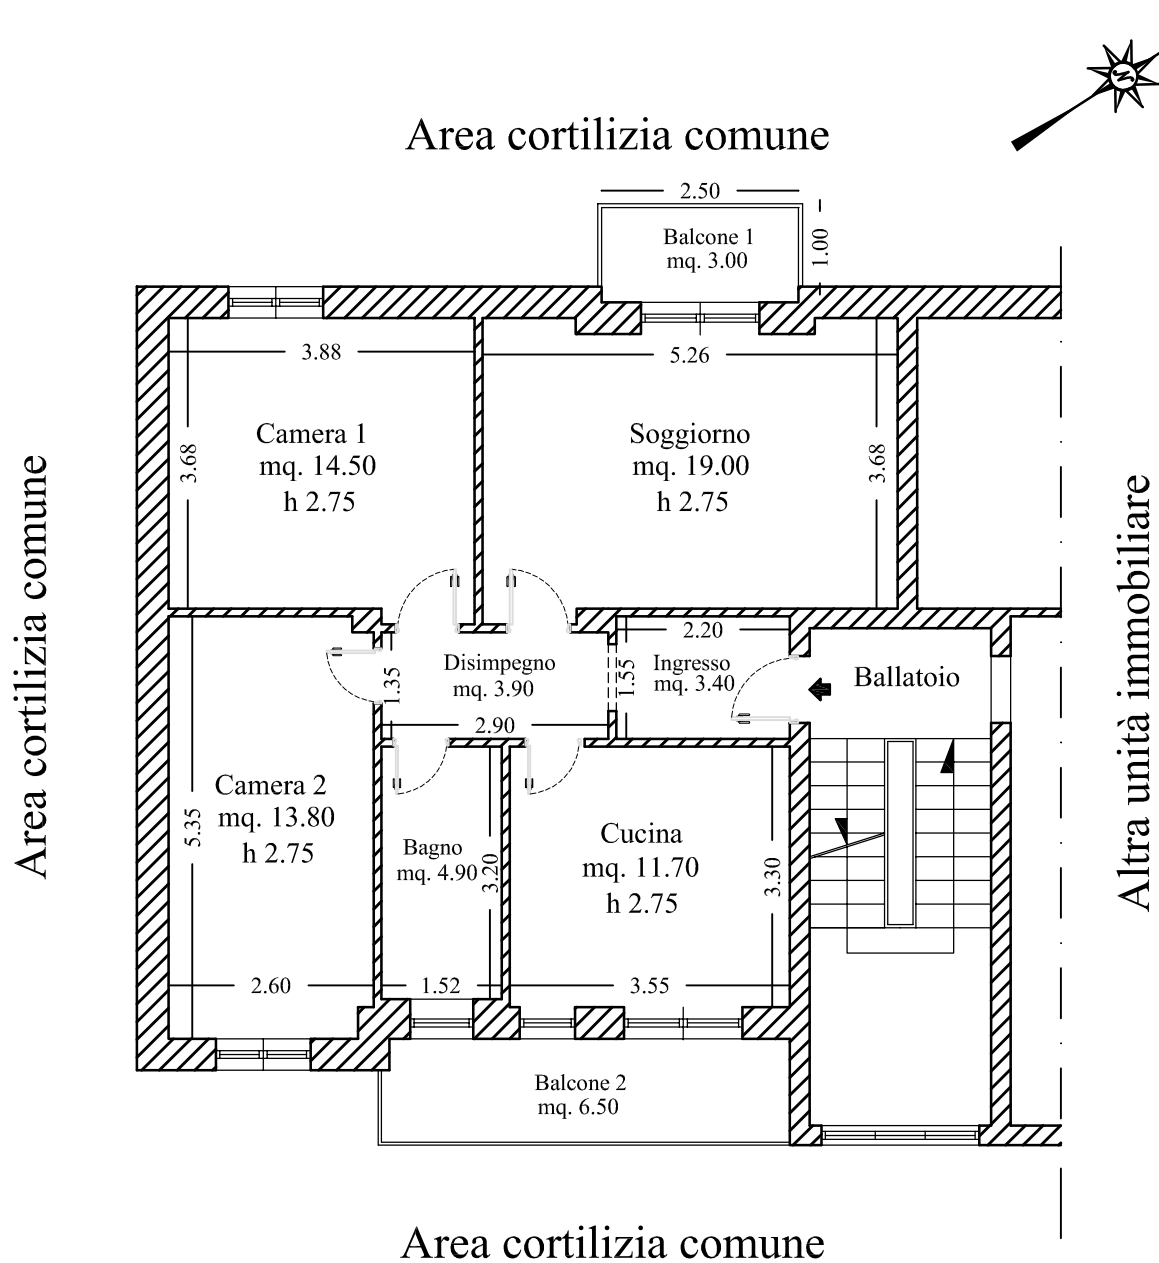 N
Area cortilizia comune
2.50
Balcone 1
mq. 3.00
1.00
3.88
5.26
Camera 1
mq. 14.50
h 2.75
3.68
Soggiorno
mq. 19.00
h 2.75
3.68
Area cortilizia comune
Altra unità immobiliare
2.20
1.35
Disimpegno
mq. 3.90
1.55
Ingresso
mq. 3.40
Ballatoio
2.90
Camera 2
mq. 13.80
h 2.75
5.35
Bagno
mq. 4.90
3.20
Cucina
mq. 11.70
h 2.75
3.30
2.60
1.52
3.55
Balcone 2
mq. 6.50
Area cortilizia comune